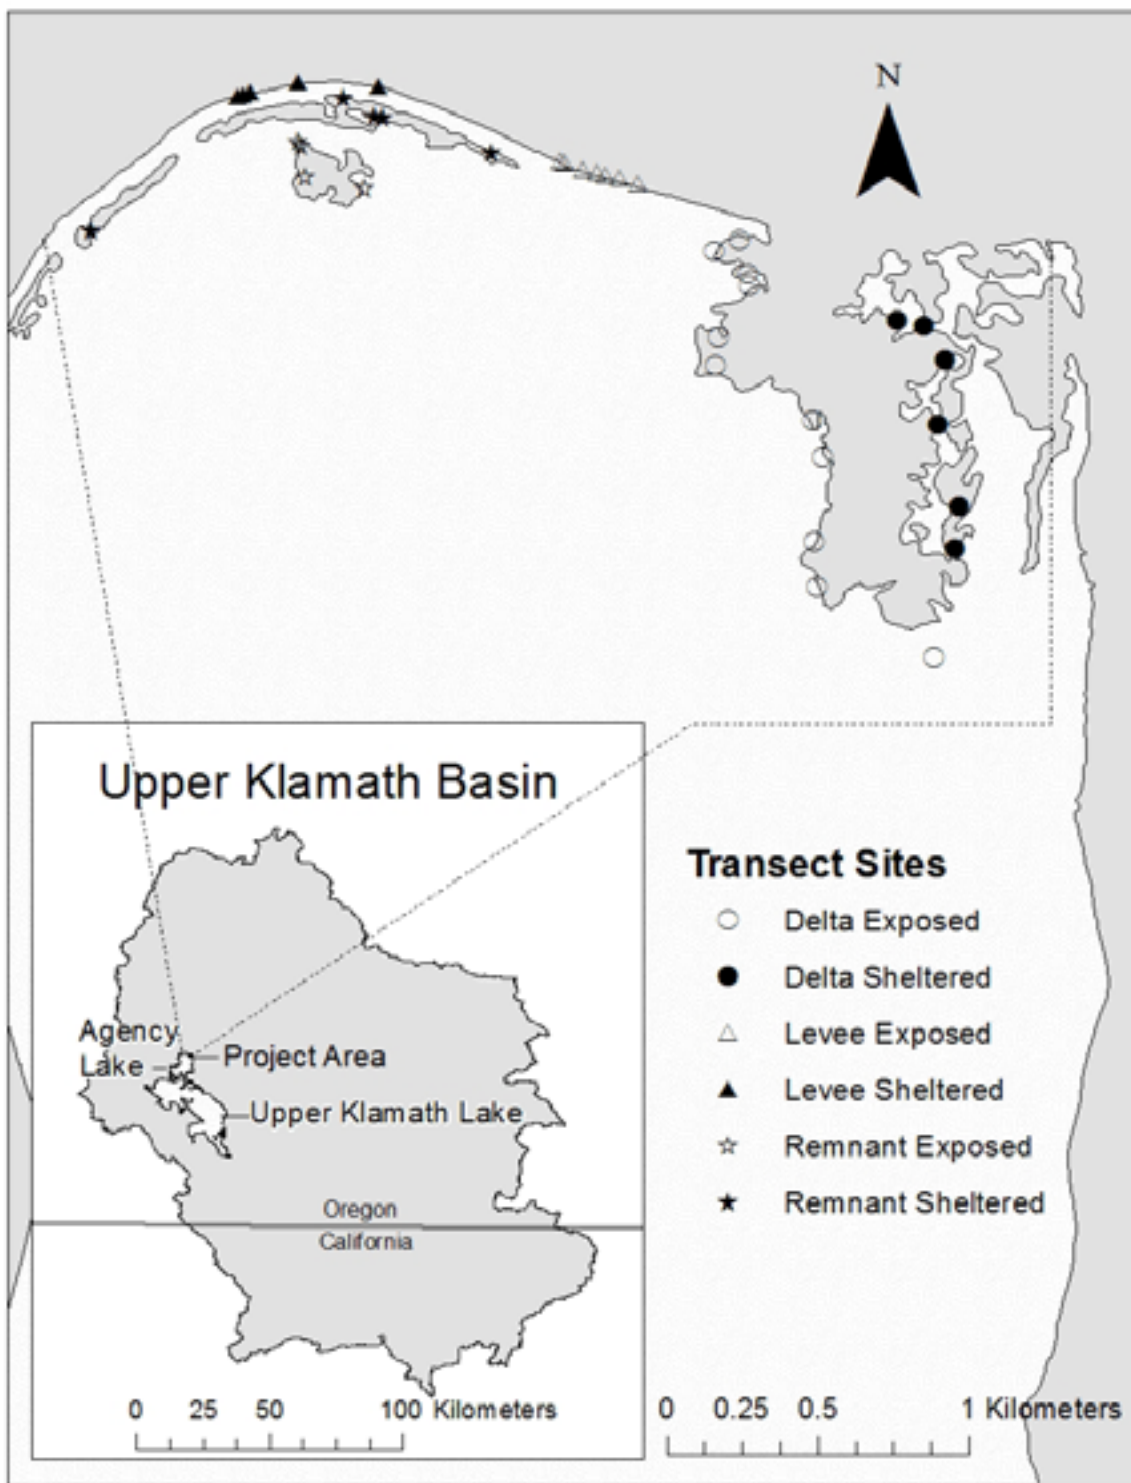 N
Upper Klamath Basin
Agency
Lake
Project Area
Upper Klamath Lake
Oregon
California
0 25 50 100 Kilometers
Transect Sites
Delta Exposed
Delta Sheltered
Levee Exposed
Levee Sheltered
Remnant Exposed
Remnant Sheltered
0 0.25 0.5 1 Kilometers